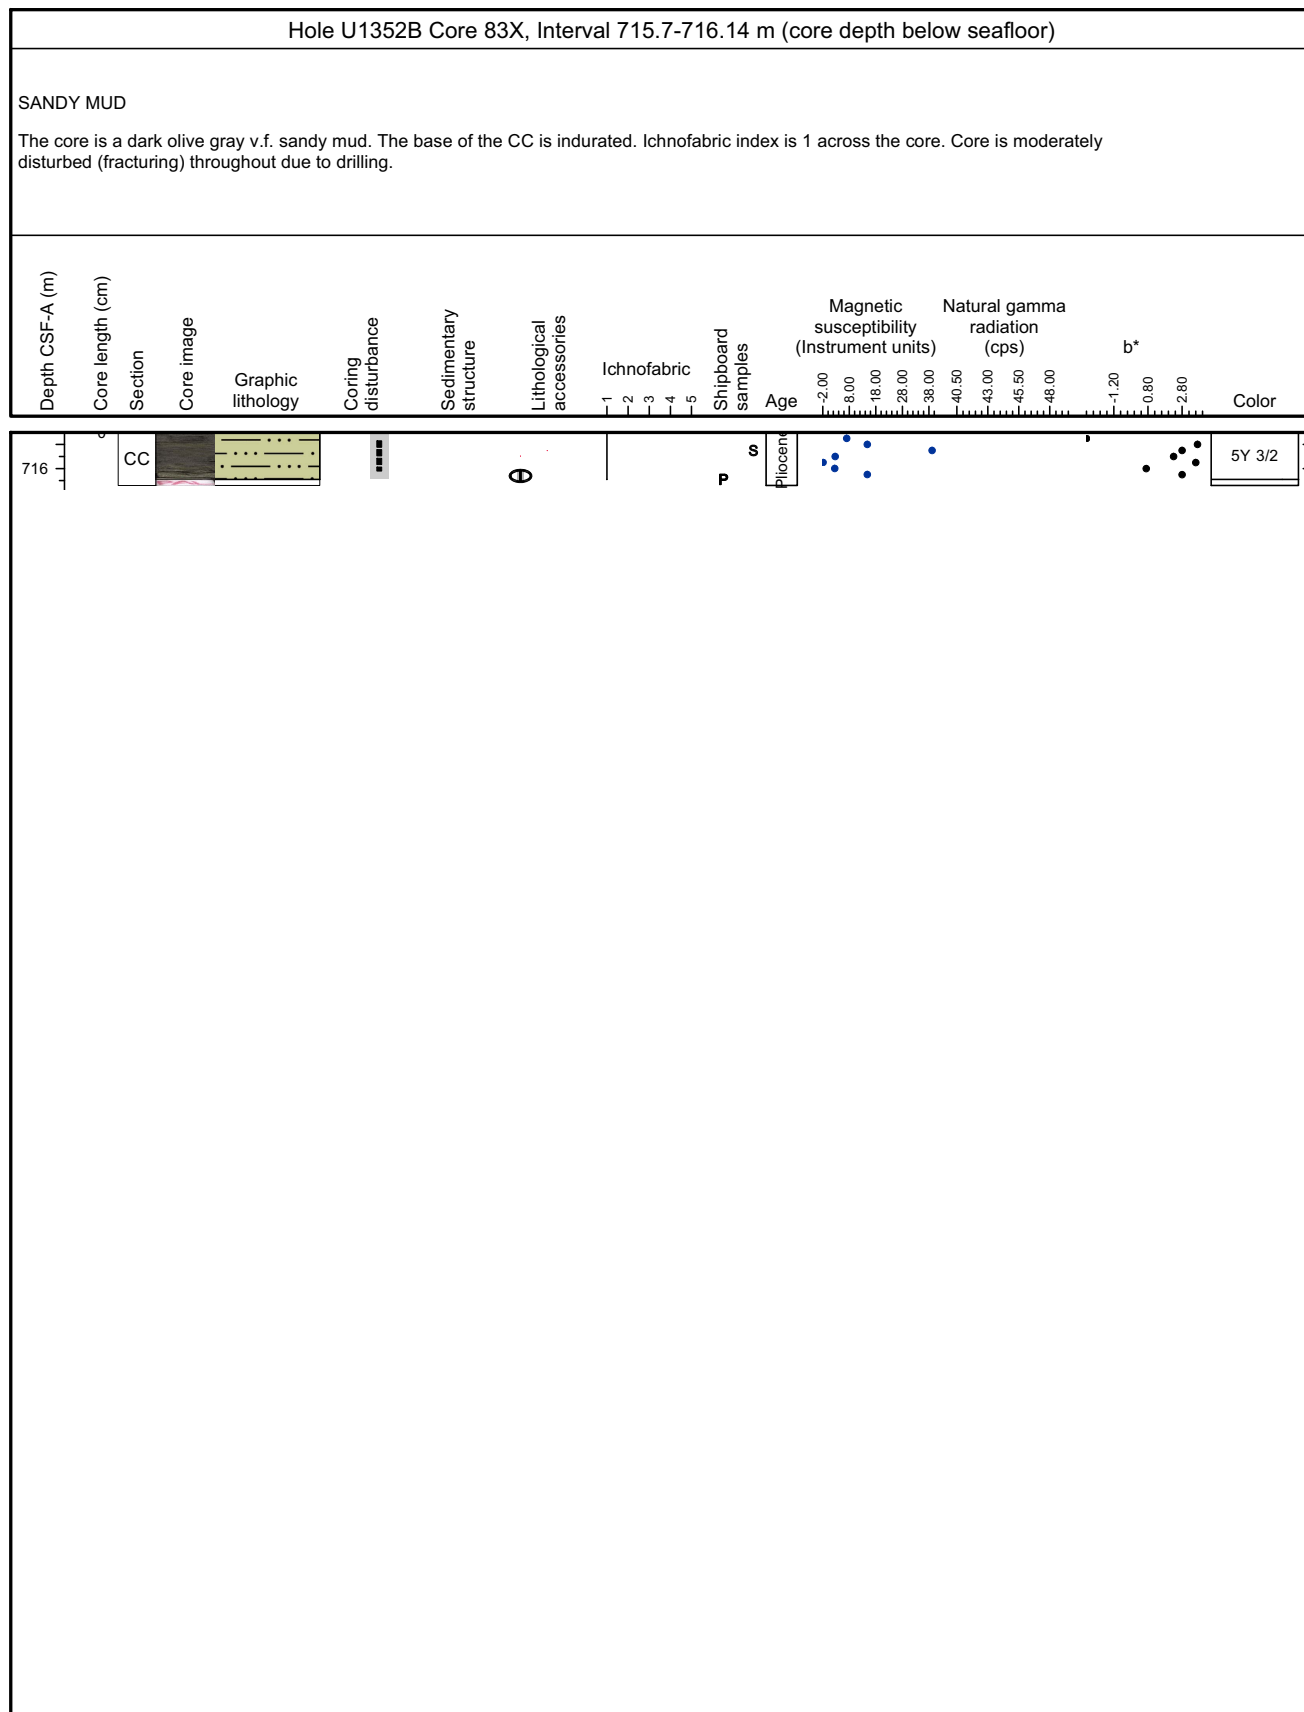 Hole U1352B Core 83X, Interval 715.7-716.14 m (core depth below seafloor)
SANDY MUD
The core is a dark olive gray v.f. sandy mud. The base of the CC is indurated. Ichnofabric index is 1 across the core. Core is moderately
disturbed (fracturing) throughout due to drilling.
Depth CSF-A (m)
Core length (cm)
Section
Core image
Graphic
lithology
Coring
disturbance
Sedimentary
structure
Lithological
accessories
Ichnofabric
1
2
3
4
5
Shipboard
samples
Age
Magnetic
susceptibility
(Instrument units)
-2.00
8.00
18.00
28.00
38.00
Natural gamma
radiation
(cps)
40.50
43.00
45.50
48.00
b*
-1.20
0.80
2.80
Color
716
CC
S
P
Pliocene
5Y 3/2